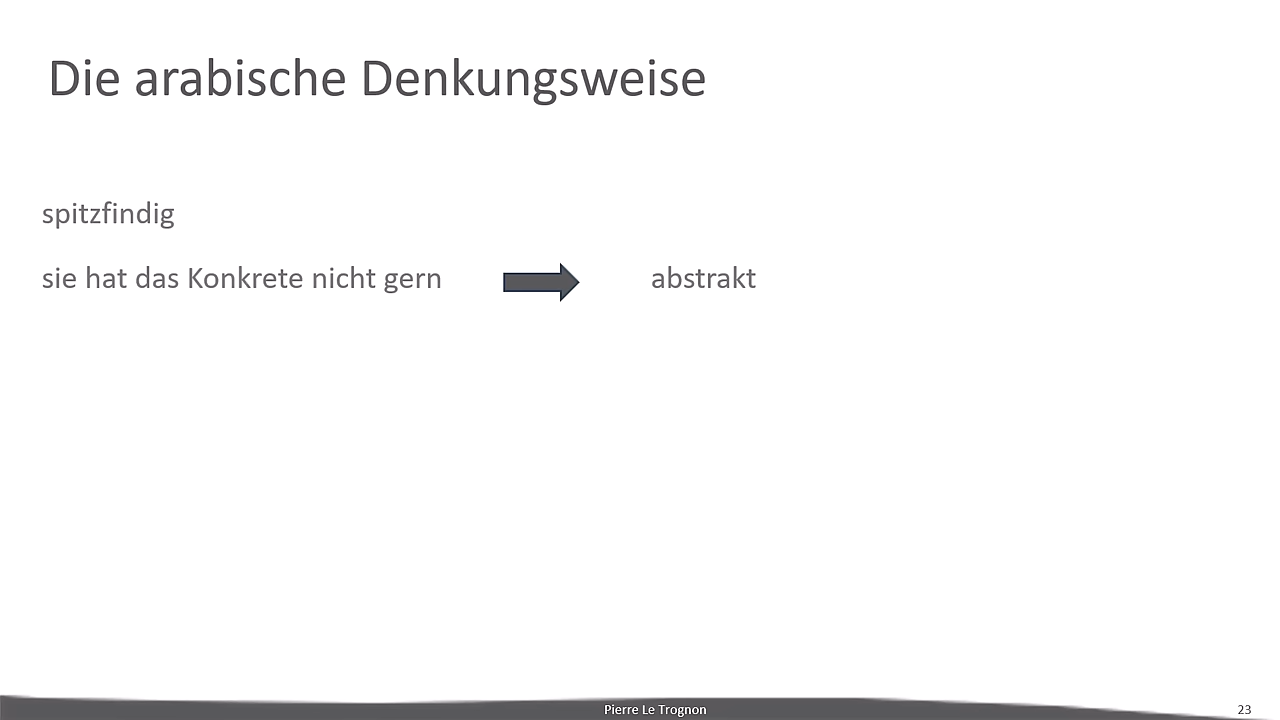 Die arabische Denkungsweise
spitzfindig
sie hat das Konkrete nicht gern abstrakt
Pierre Le Trognon 23